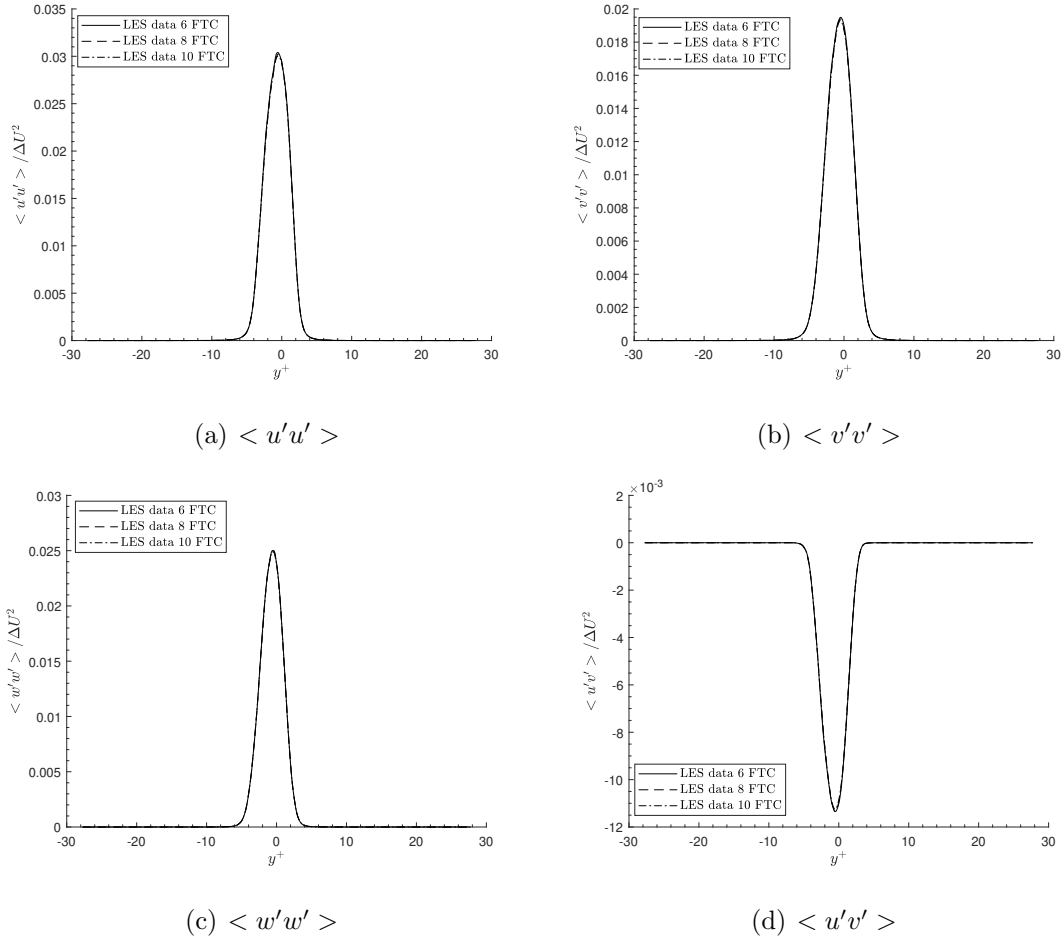 LES data 6 FTC
LES data 8 FTC
LES data 10 FTC
0.035
0.03
0.025
0.02
0.015
0.01
0.005
0
-30 -20 -10 0 10 20 30
< u′u′ > /ΔU²
y⁺
(a) < u′u′ >
LES data 6 FTC
LES data 8 FTC
LES data 10 FTC
0.02
0.018
0.016
0.014
0.012
0.01
0.008
0.006
0.004
0.002
0
-30 -20 -10 0 10 20 30
< v′v′ > /ΔU²
y⁺
(b) < v′v′ >
LES data 6 FTC
LES data 8 FTC
LES data 10 FTC
0.03
0.025
0.02
0.015
0.01
0.005
0
-30 -20 -10 0 10 20 30
< w′w′ > /ΔU²
y⁺
(c) < w′w′ >
×10⁻³
2
0
-2
-4
-6
-8
-10
-12
-30 -20 -10 0 10 20 30
< u′v′ > /ΔU²
LES data 6 FTC
LES data 8 FTC
LES data 10 FTC
y⁺
(d) < u′v′ >